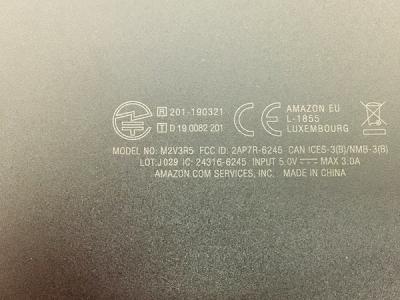 R 201-190321
T D 19 0082 201
CE
AMAZON EU
L-1855
LUXEMBOURG
MODEL NO: M2V3R5 FCC ID: 2AP7R-6245 CAN ICES-3(B)/NMB-3(B)
LOT:J029 IC: 24316-6245 INPUT 5.0V⎓ MAX 3.0A
AMAZON.COM SERVICES, INC. MADE IN CHINA